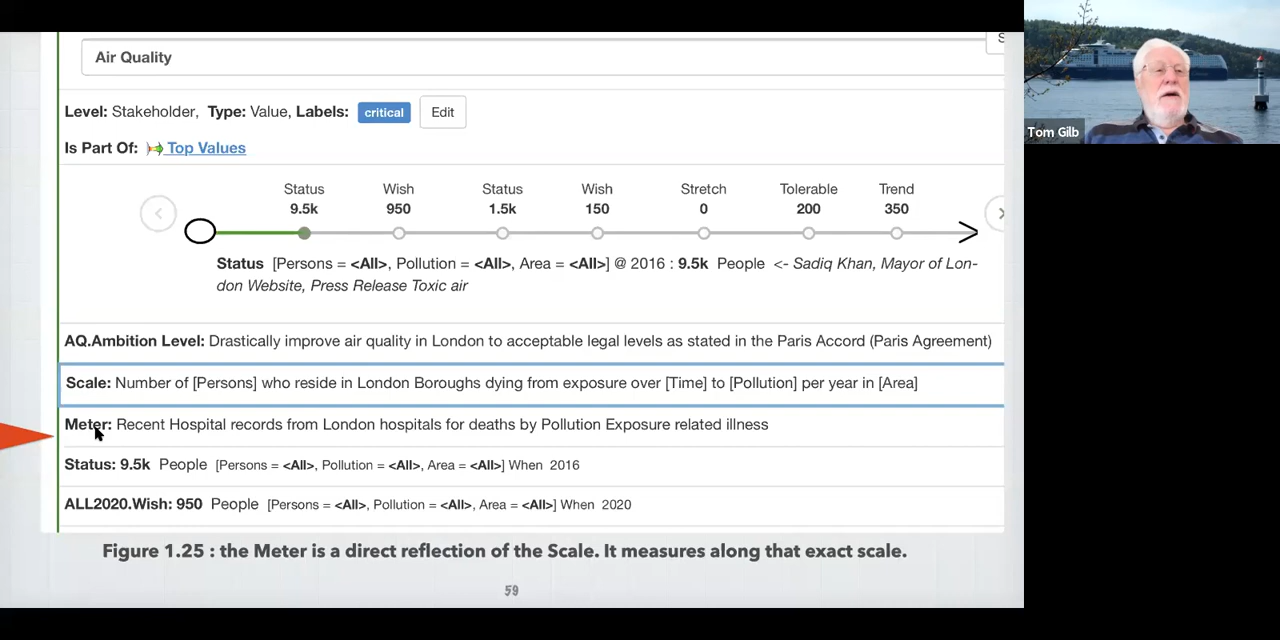 S
Air Quality
Level: Stakeholder, Type: Value, Labels: critical Edit
Is Part Of: Top Values
Status Wish Status Wish Stretch Tolerable Trend
9.5k 950 1.5k 150 0 200 350
Status [Persons = <All>, Pollution = <All>, Area = <All>] @ 2016 : 9.5k People <- Sadiq Khan, Mayor of Lon-
don Website, Press Release Toxic air
AQ.Ambition Level: Drastically improve air quality in London to acceptable legal levels as stated in the Paris Accord (Paris Agreement)
Scale: Number of [Persons] who reside in London Boroughs dying from exposure over [Time] to [Pollution] per year in [Area]
Meter: Recent Hospital records from London hospitals for deaths by Pollution Exposure related illness
Status: 9.5k People [Persons = <All>, Pollution = <All>, Area = <All>] When 2016
ALL2020.Wish: 950 People [Persons = <All>, Pollution = <All>, Area = <All>] When 2020
Figure 1.25 : the Meter is a direct reflection of the Scale. It measures along that exact scale.
59
Tom Gilb